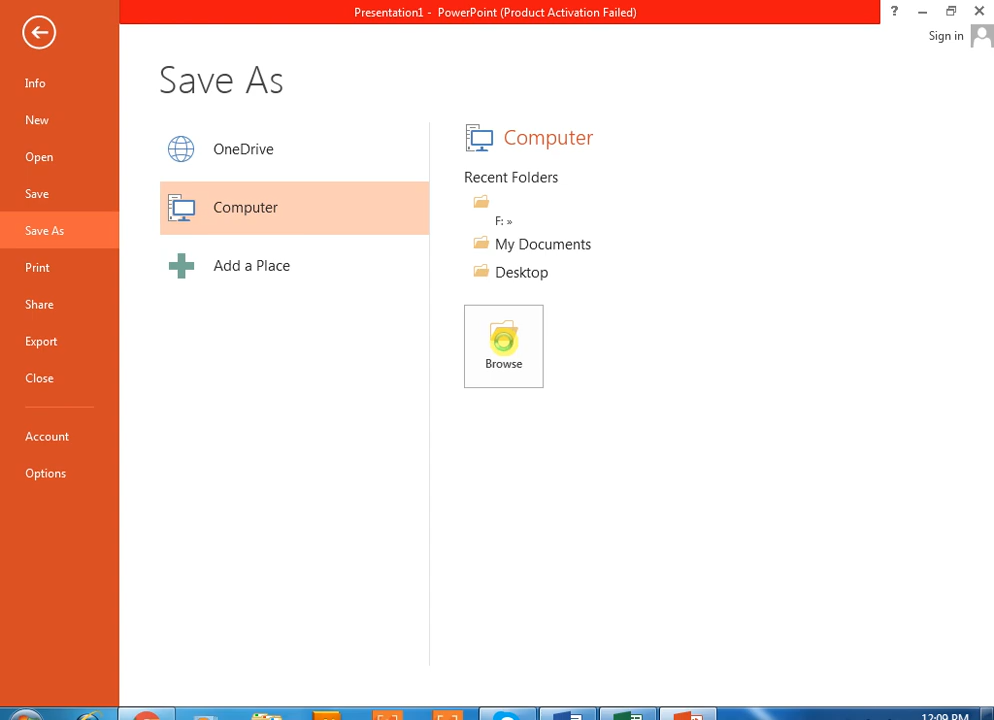 Presentation1 - PowerPoint (Product Activation Failed)
?
Sign in
Info
New
Open
Save
Save As
Print
Share
Export
Close
Account
Options
Save As
OneDrive
Computer
Add a Place
Computer
Recent Folders
F: »
My Documents
Desktop
Browse
12:09 PM